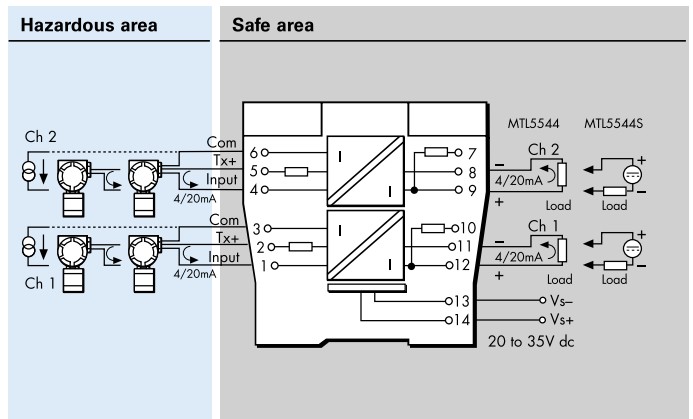 Hazardous area
Safe area
MTL5544 MTL5544S
Ch 2
Com
Tx+
Input
4/20mA
6
5
4
I
I
7
8
9
Ch 2
–
4/20mA
+
Load
+
–
Load
Com
Tx+
Input
4/20mA
Ch 1
3
2
1
I
I
10
11
12
Ch 1
–
4/20mA
+
Load
+
–
Load
13 Vs–
14 Vs+
20 to 35V dc